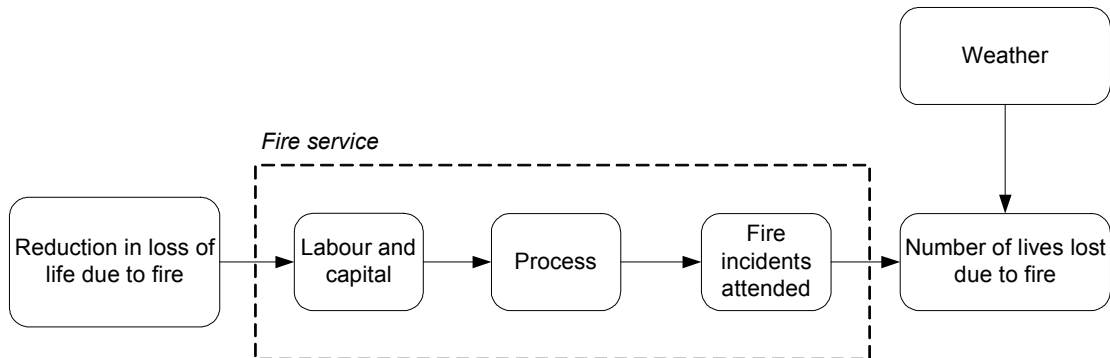 Weather
Fire service
Reduction in loss of
life due to fire
Labour and
capital
Process
Fire
incidents
attended
Number of lives lost
due to fire